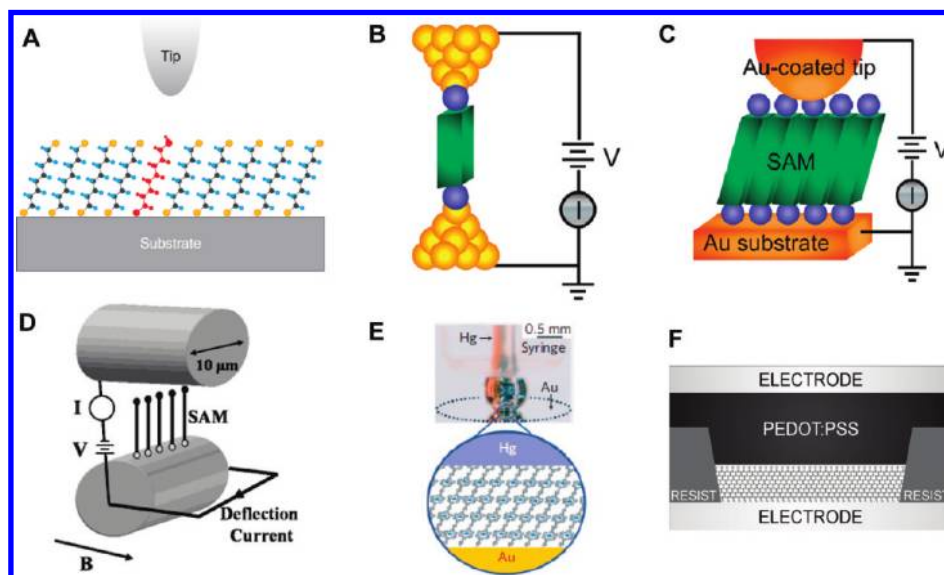 A
Tip
Substrate
B
V
I
C
Au-coated tip
SAM
V
I
Au substrate
D
10 μm
I
SAM
V
Deflection
Current
B
E
Hg→
0.5 mm
Syringe
Au
Hg
Au
F
ELECTRODE
PEDOT:PSS
RESIST
RESIST
ELECTRODE